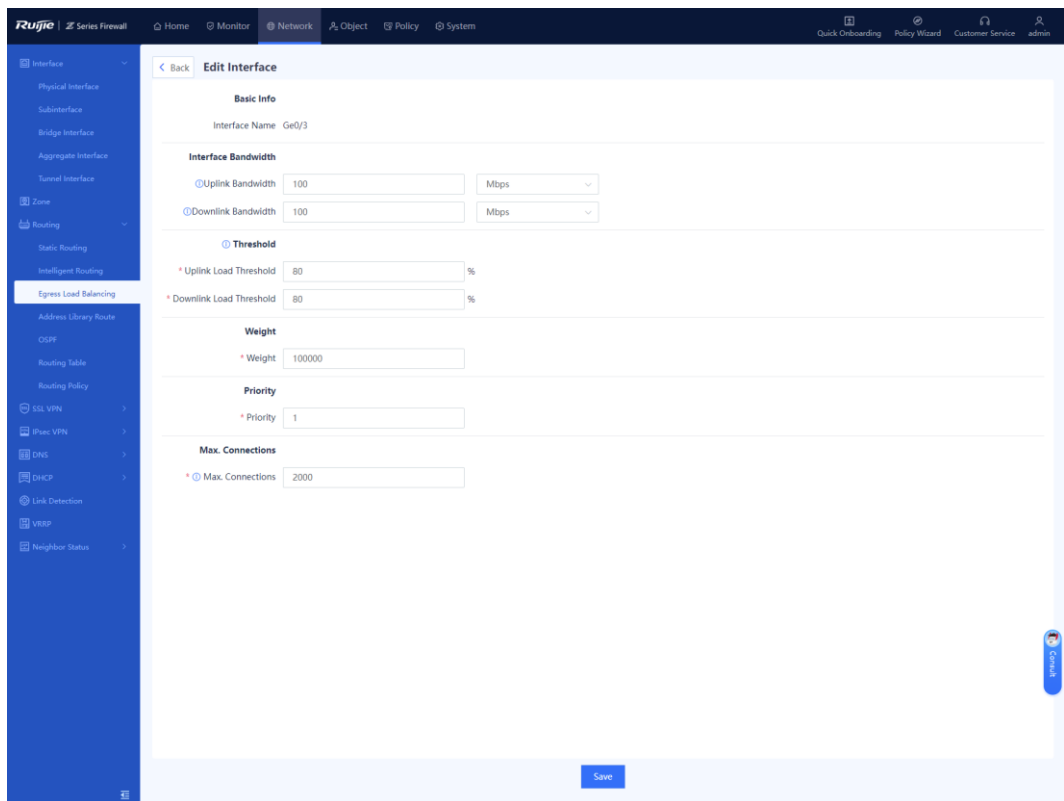 Ruijie | Z Series Firewall
Home
Monitor
Network
Object
Policy
System
Quick Onboarding
Policy Wizard
Customer Service
admin
Interface
Physical Interface
Subinterface
Bridge Interface
Aggregate Interface
Tunnel Interface
Zone
Routing
Static Routing
Intelligent Routing
Egress Load Balancing
Address Library Route
OSPF
Routing Table
Routing Policy
SSL VPN
IPsec VPN
DNS
DHCP
Link Detection
VRRP
Neighbor Status
< Back Edit Interface
Basic Info
Interface Name Ge0/3
Interface Bandwidth
Uplink Bandwidth 100 Mbps
Downlink Bandwidth 100 Mbps
Threshold
* Uplink Load Threshold 80 %
* Downlink Load Threshold 80 %
Weight
* Weight 100000
Priority
* Priority 1
Max. Connections
* Max. Connections 2000
Consult
Save